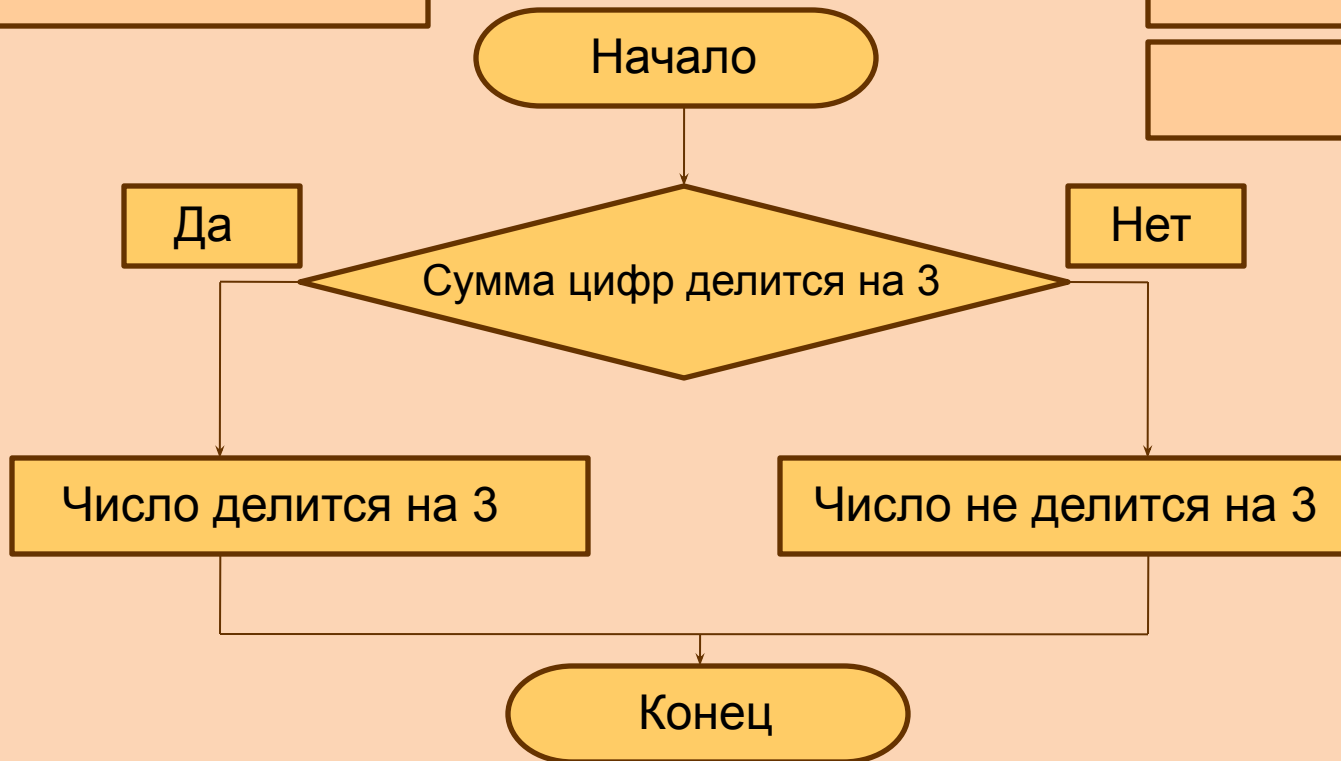 Начало
Да
Нет
Сумма цифр делится на 3
Число делится на 3
Число не делится на 3
Конец